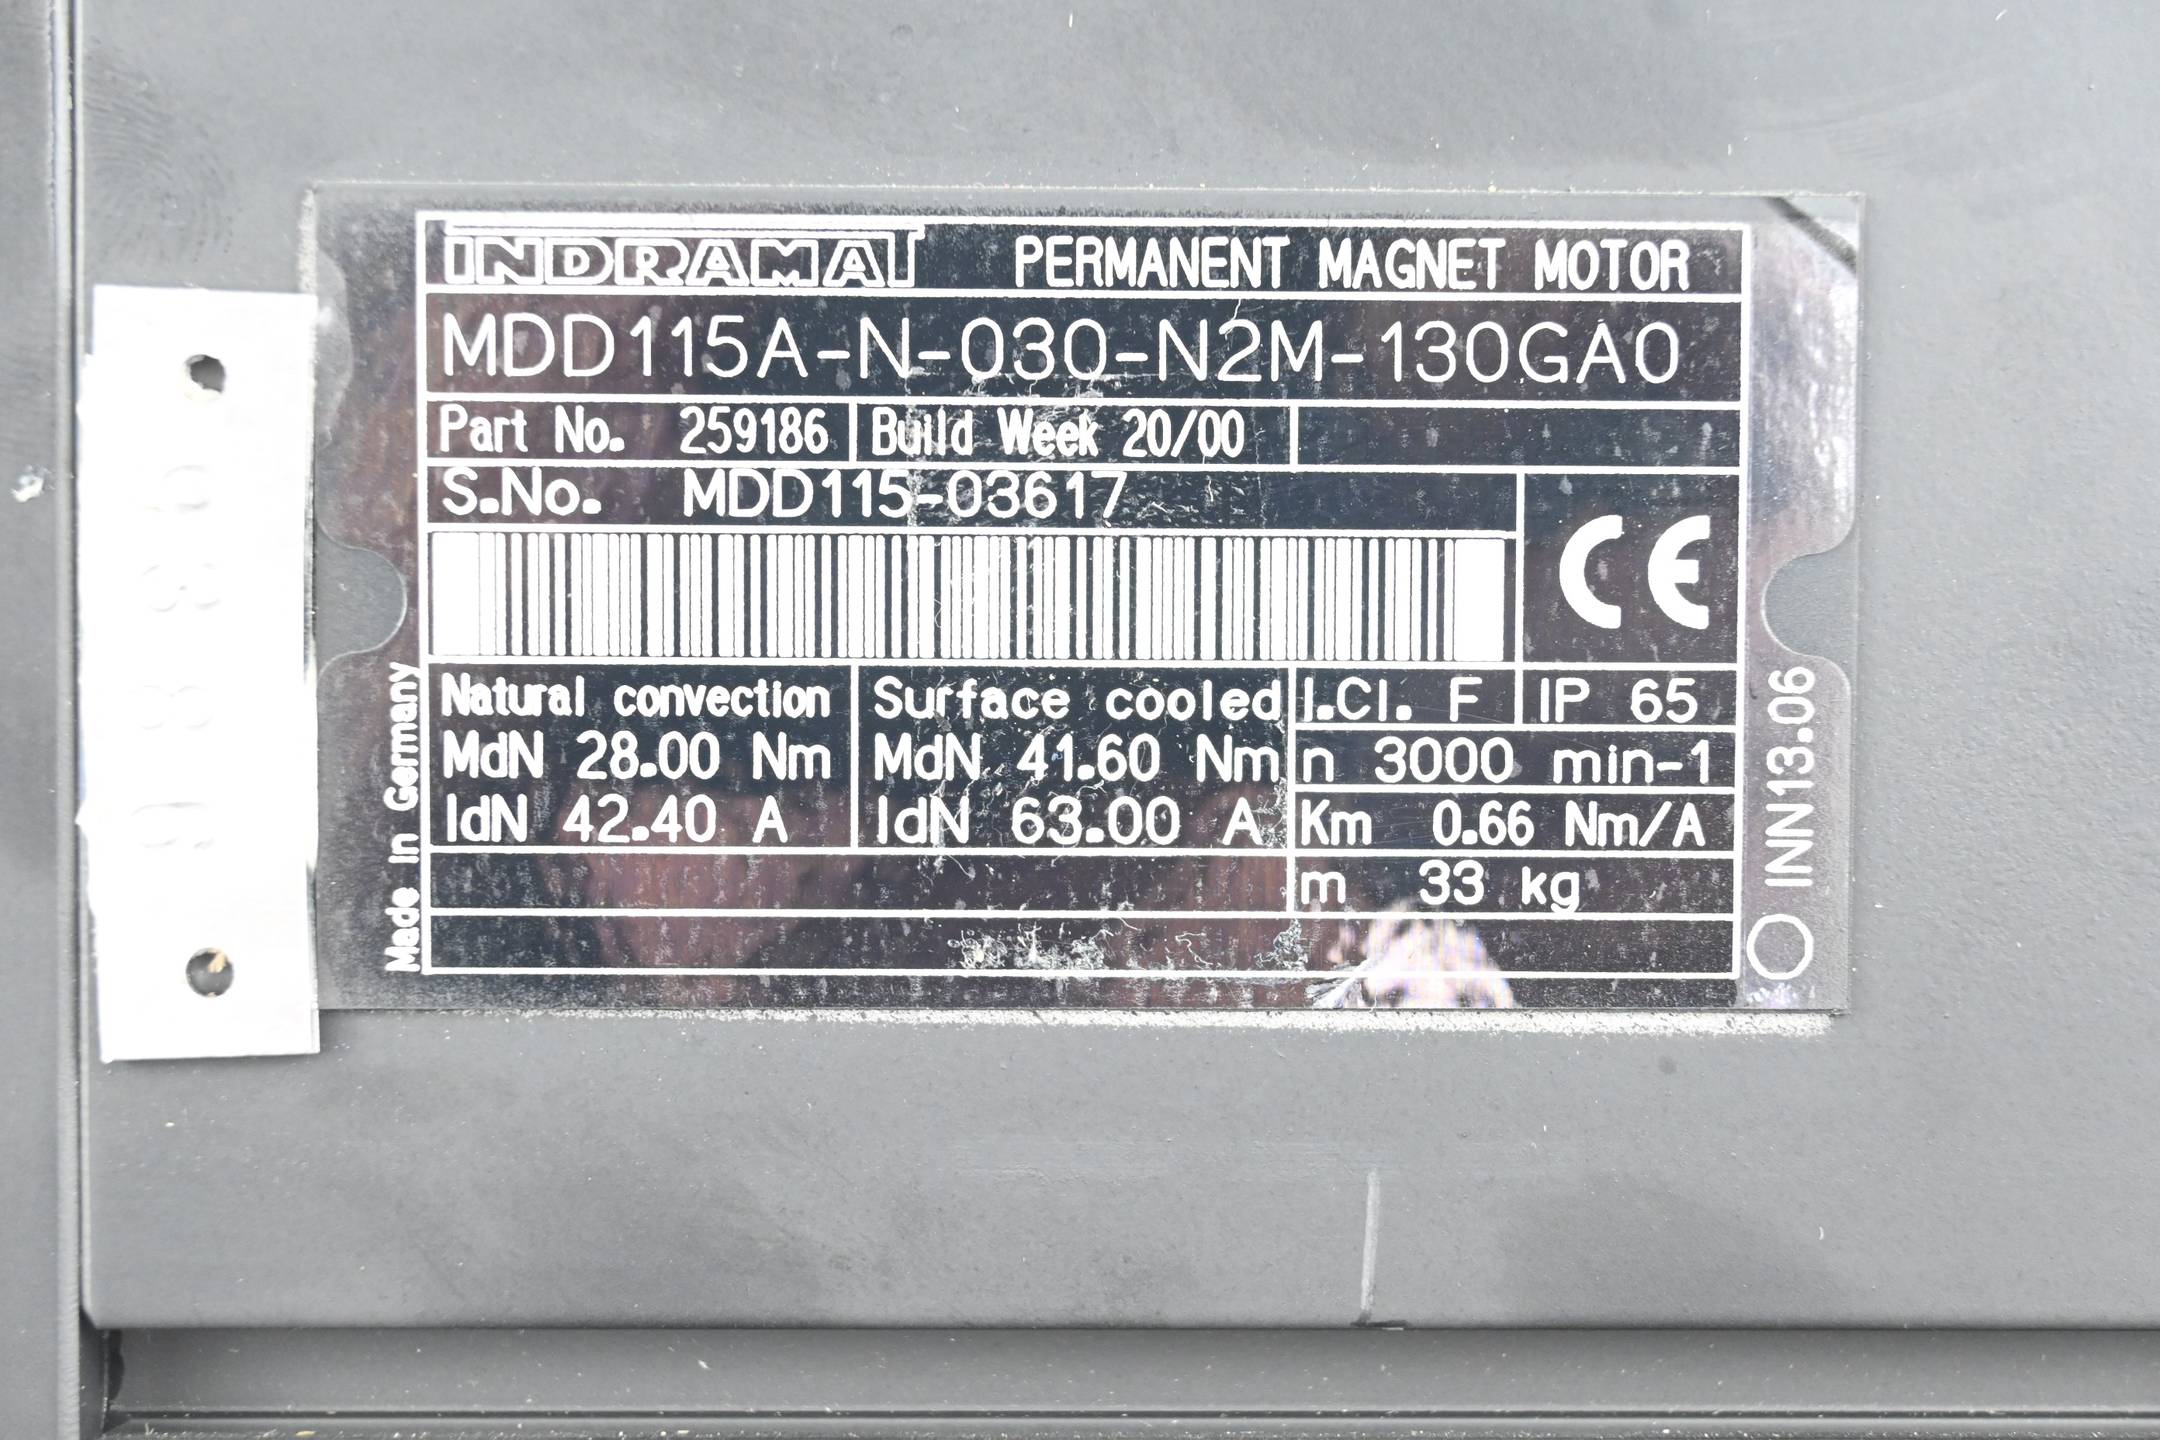 INDRAMAT PERMANENT MAGNET MOTOR
MDD115A-N-030-N2M-130GA0
Part No. 259186 Build Week 20/00
S.No. MDD115-03617
CE
Natural convection Surface cooled I.Cl. F IP 65
MdN 28.00 Nm MdN 41.60 Nm n 3000 min-1
IdN 42.40 A IdN 63.00 A Km 0.66 Nm/A
m 33 kg
Made in Germany
INN13.06